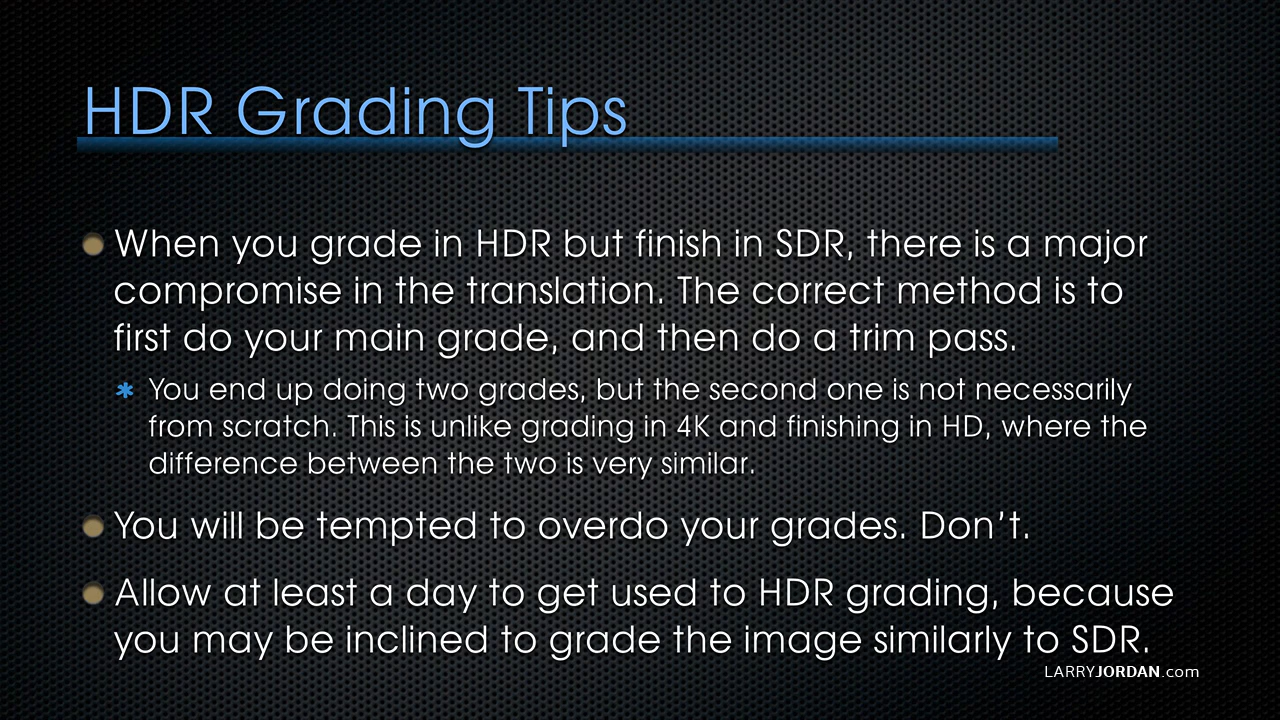 HDR Grading Tips
When you grade in HDR but finish in SDR, there is a major
compromise in the translation. The correct method is to
first do your main grade, and then do a trim pass.
You end up doing two grades, but the second one is not necessarily
from scratch. This is unlike grading in 4K and finishing in HD, where the
difference between the two is very similar.
You will be tempted to overdo your grades. Don’t.
Allow at least a day to get used to HDR grading, because
you may be inclined to grade the image similarly to SDR.
LARRYJORDAN.com